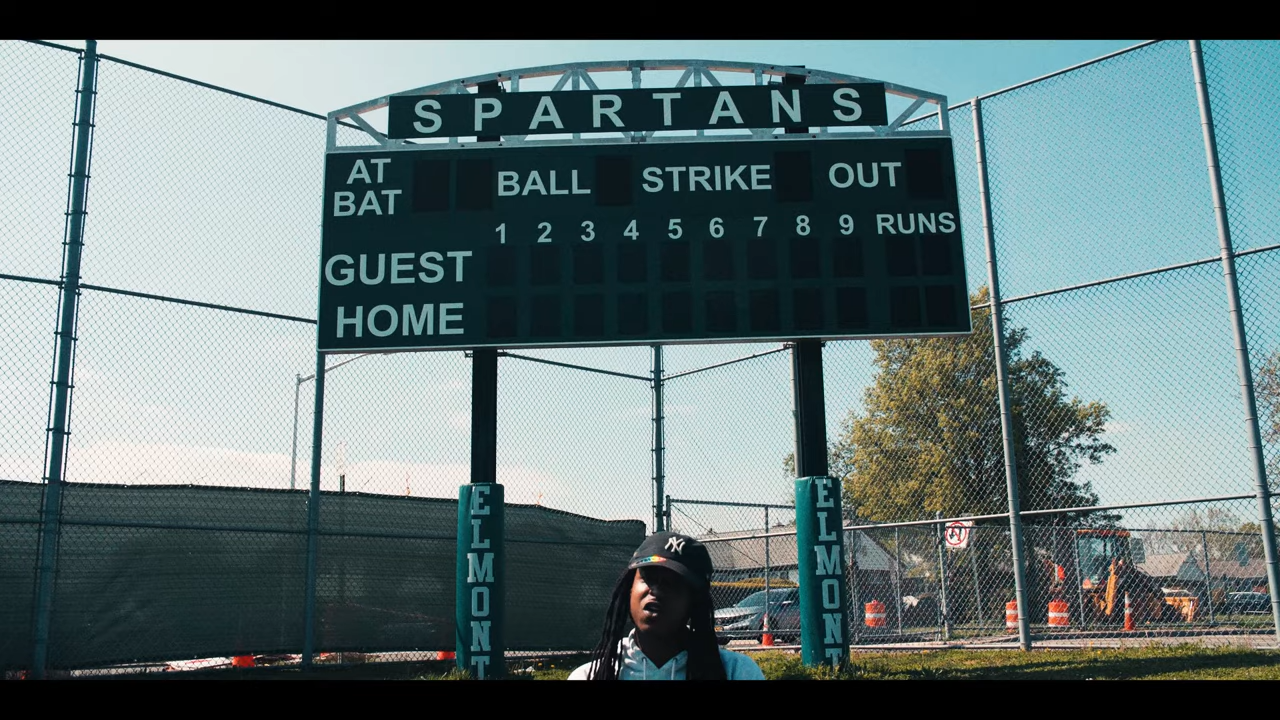 SPARTANS
AT BAT BALL STRIKE OUT
1 2 3 4 5 6 7 8 9 RUNS
GUEST
HOME
ELMONT
ELMONT
NY